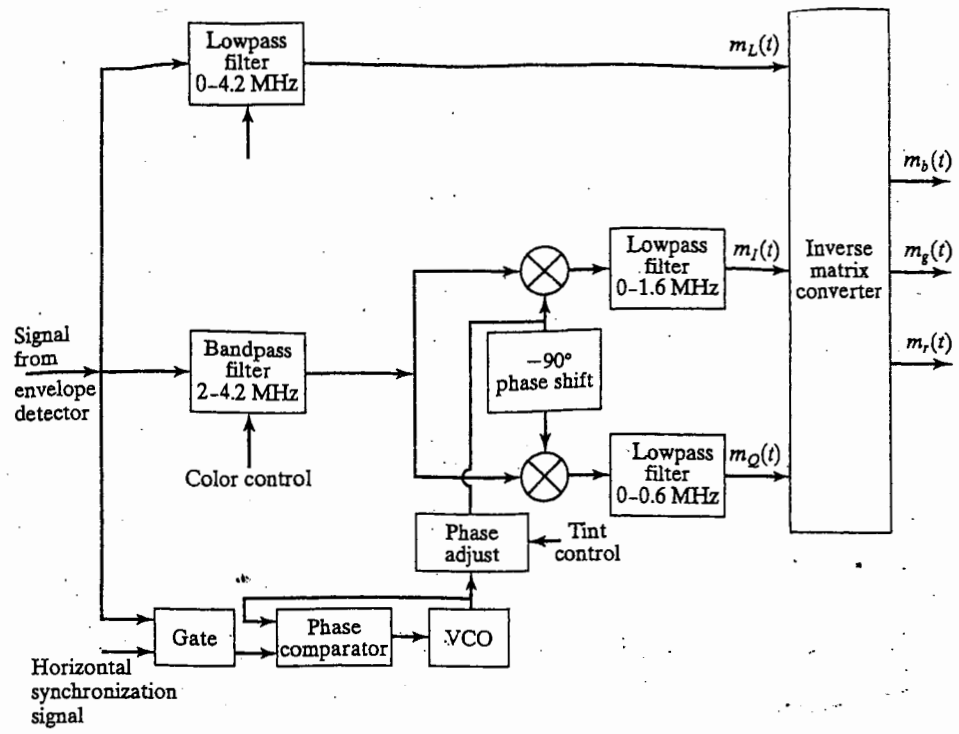 Lowpass
filter
0–4.2 MHz
m_L(t)
m_b(t)
Lowpass
filter
0–1.6 MHz
m_I(t)
Inverse
matrix
converter
m_g(t)
m_r(t)
Signal
from
envelope
detector
Bandpass
filter
2–4.2 MHz
−90°
phase shift
Color control
Lowpass
filter
0–0.6 MHz
m_Q(t)
Phase
adjust
Tint
control
Gate
Phase
comparator
VCO
Horizontal
synchronization
signal